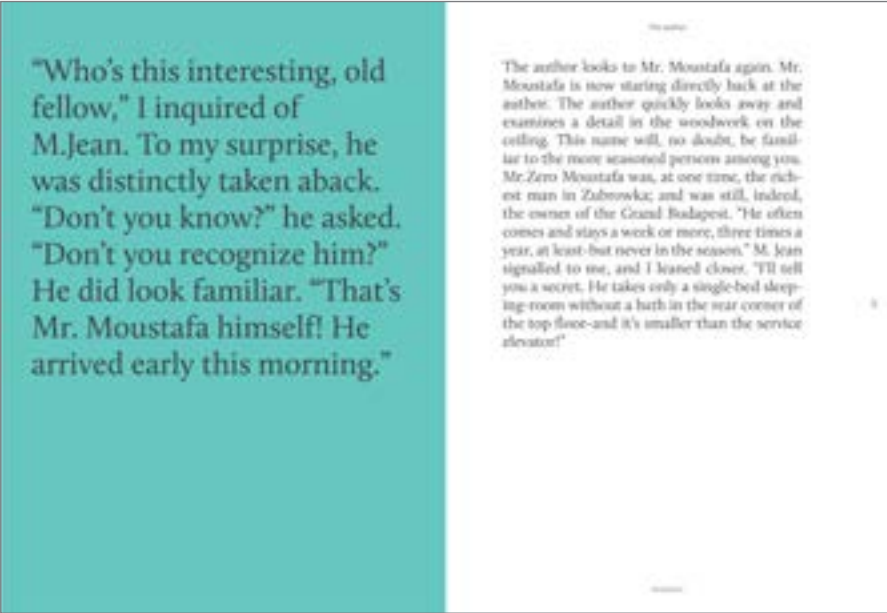 “Who’s this interesting, old
fellow,” I inquired of
M.Jean. To my surprise, he
was distinctly taken aback.
“Don’t you know?” he asked.
“Don’t you recognize him?”
He did look familiar. “That’s
Mr. Moustafa himself! He
arrived early this morning.”
The author looks to Mr. Moustafa again. Mr.
Moustafa is now staring directly back at the
author. The author quickly looks away and
examines a detail in the woodwork on the
ceiling. This name will, no doubt, be famil-
iar to the more seasoned persons among you.
Mr.Zero Moustafa was, at one time, the rich-
est man in Zubrowka; and was still, indeed,
the owner of the Grand Budapest. “He often
comes and stays a week or more, three times a
year, at least-but never in the season.” M. Jean
signalled to me, and I leaned closer. “I’ll tell
you a secret. He takes only a single-bed sleep-
ing-room without a bath in the rear corner of
the top floor-and it’s smaller than the service
elevator!”